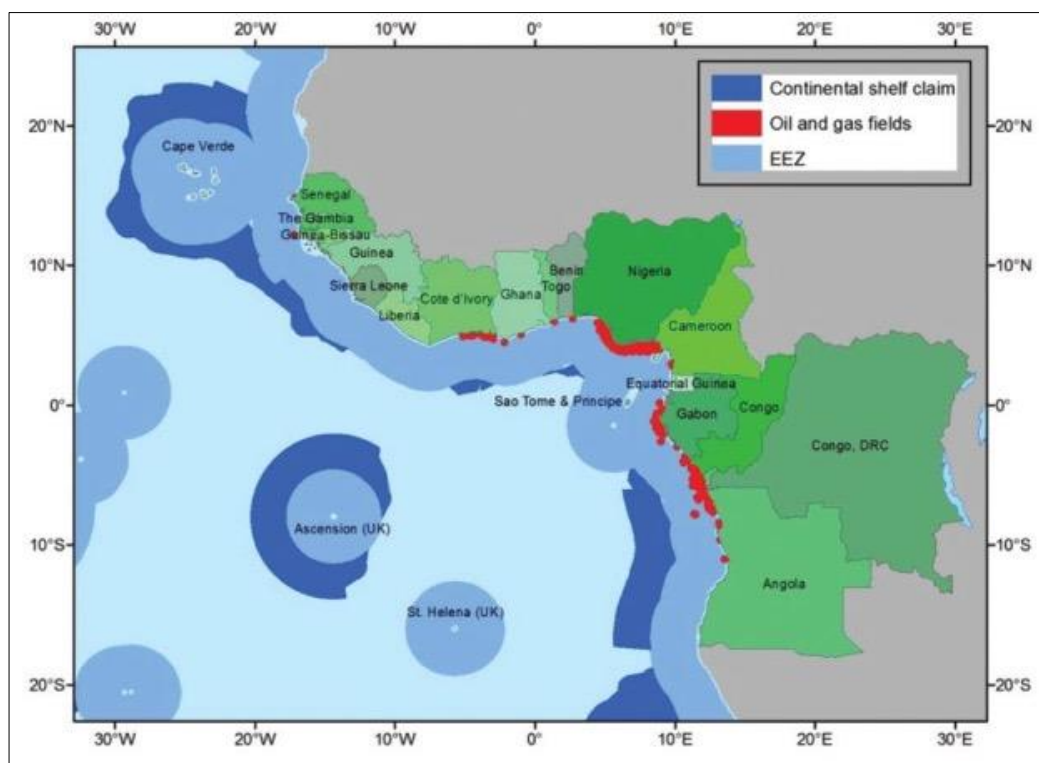 30°W 20°W 10°W 0° 10°E 20°E 30°E
Continental shelf claim
Oil and gas fields
EEZ
20°N 20°N
Cape Verde
Senegal
The Gambia
Guinea-Bissau
Guinea
Sierra Leone
Liberia
Cote d'Ivory
Ghana
Togo
Benin
Nigeria
10°N 10°N
Cameroon
Equatorial Guinea
Sao Tome & Principe
0° 0°
Gabon
Congo
Congo, DRC
Ascension (UK)
10°S 10°S
Angola
St. Helena (UK)
20°S 20°S
30°W 20°W 10°W 0° 10°E 20°E 30°E